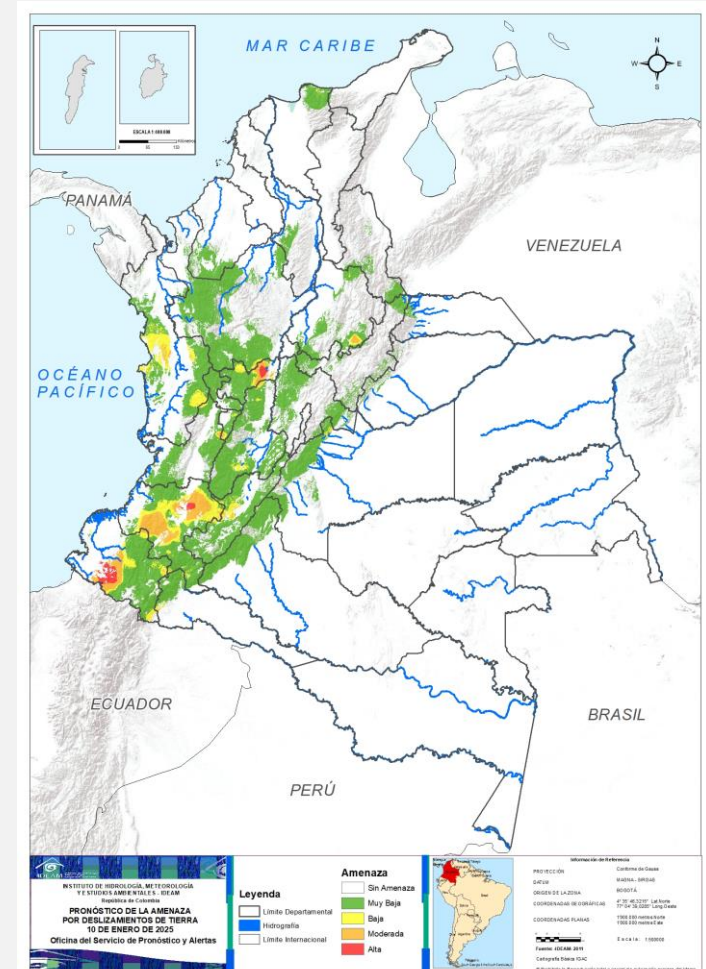 MAR CARIBE
N
W
E
S
PANAMÁ
VENEZUELA
OCÉANO
PACÍFICO
ECUADOR
BRASIL
PERÚ
IDEAM
INSTITUTO DE HIDROLOGÍA, METEOROLOGÍA
Y ESTUDIOS AMBIENTALES - IDEAM
República de Colombia
PRONÓSTICO DE LA AMENAZA
POR DESLIZAMIENTOS DE TIERRA
10 DE ENERO DE 2025
Oficina del Servicio de Pronóstico y Alertas
Leyenda
Límite Departamental
Hidrografía
Límite Internacional
Amenaza
Sin Amenaza
Muy Baja
Baja
Moderada
Alta
Información de Referencia
PROYECCIÓN
Conforme de Gauss
DATUM
MAGNA - SIRGAS
ORIGEN DE LA ZONA
BOGOTÁ
COORDENADAS GEOGRÁFICAS
COORDENADAS PLANAS
Escala:
Fuente: IDEAM 2011
Cartografía Básica IGAC